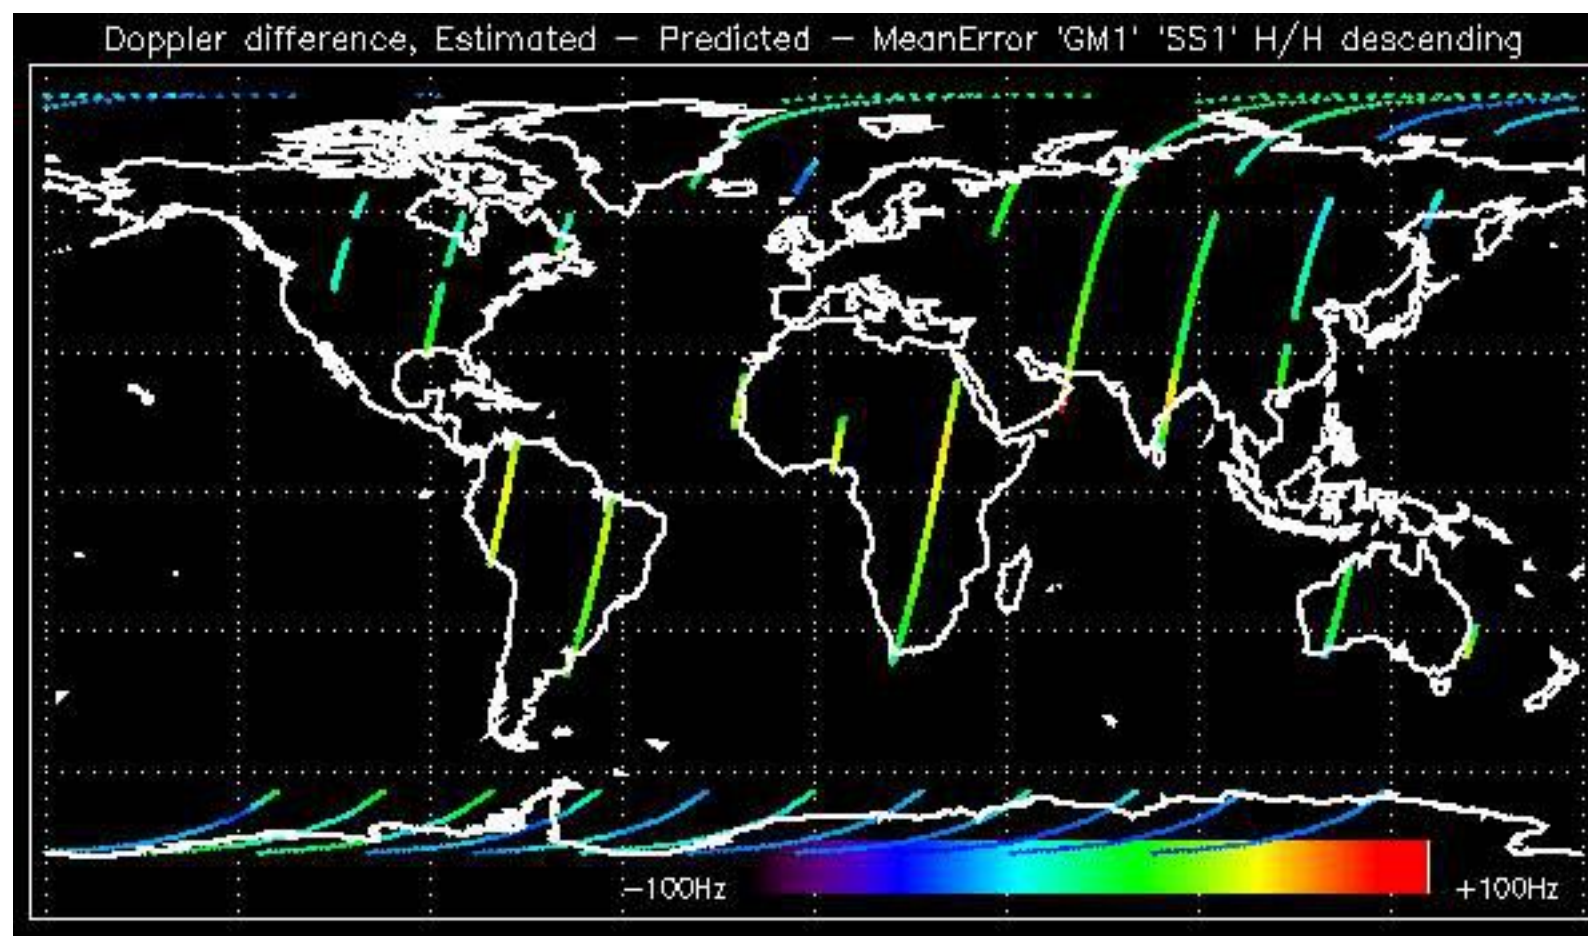 Doppler difference, Estimated – Predicted – MeanError 'GM1' 'SS1' H/H descending
−100Hz
+100Hz